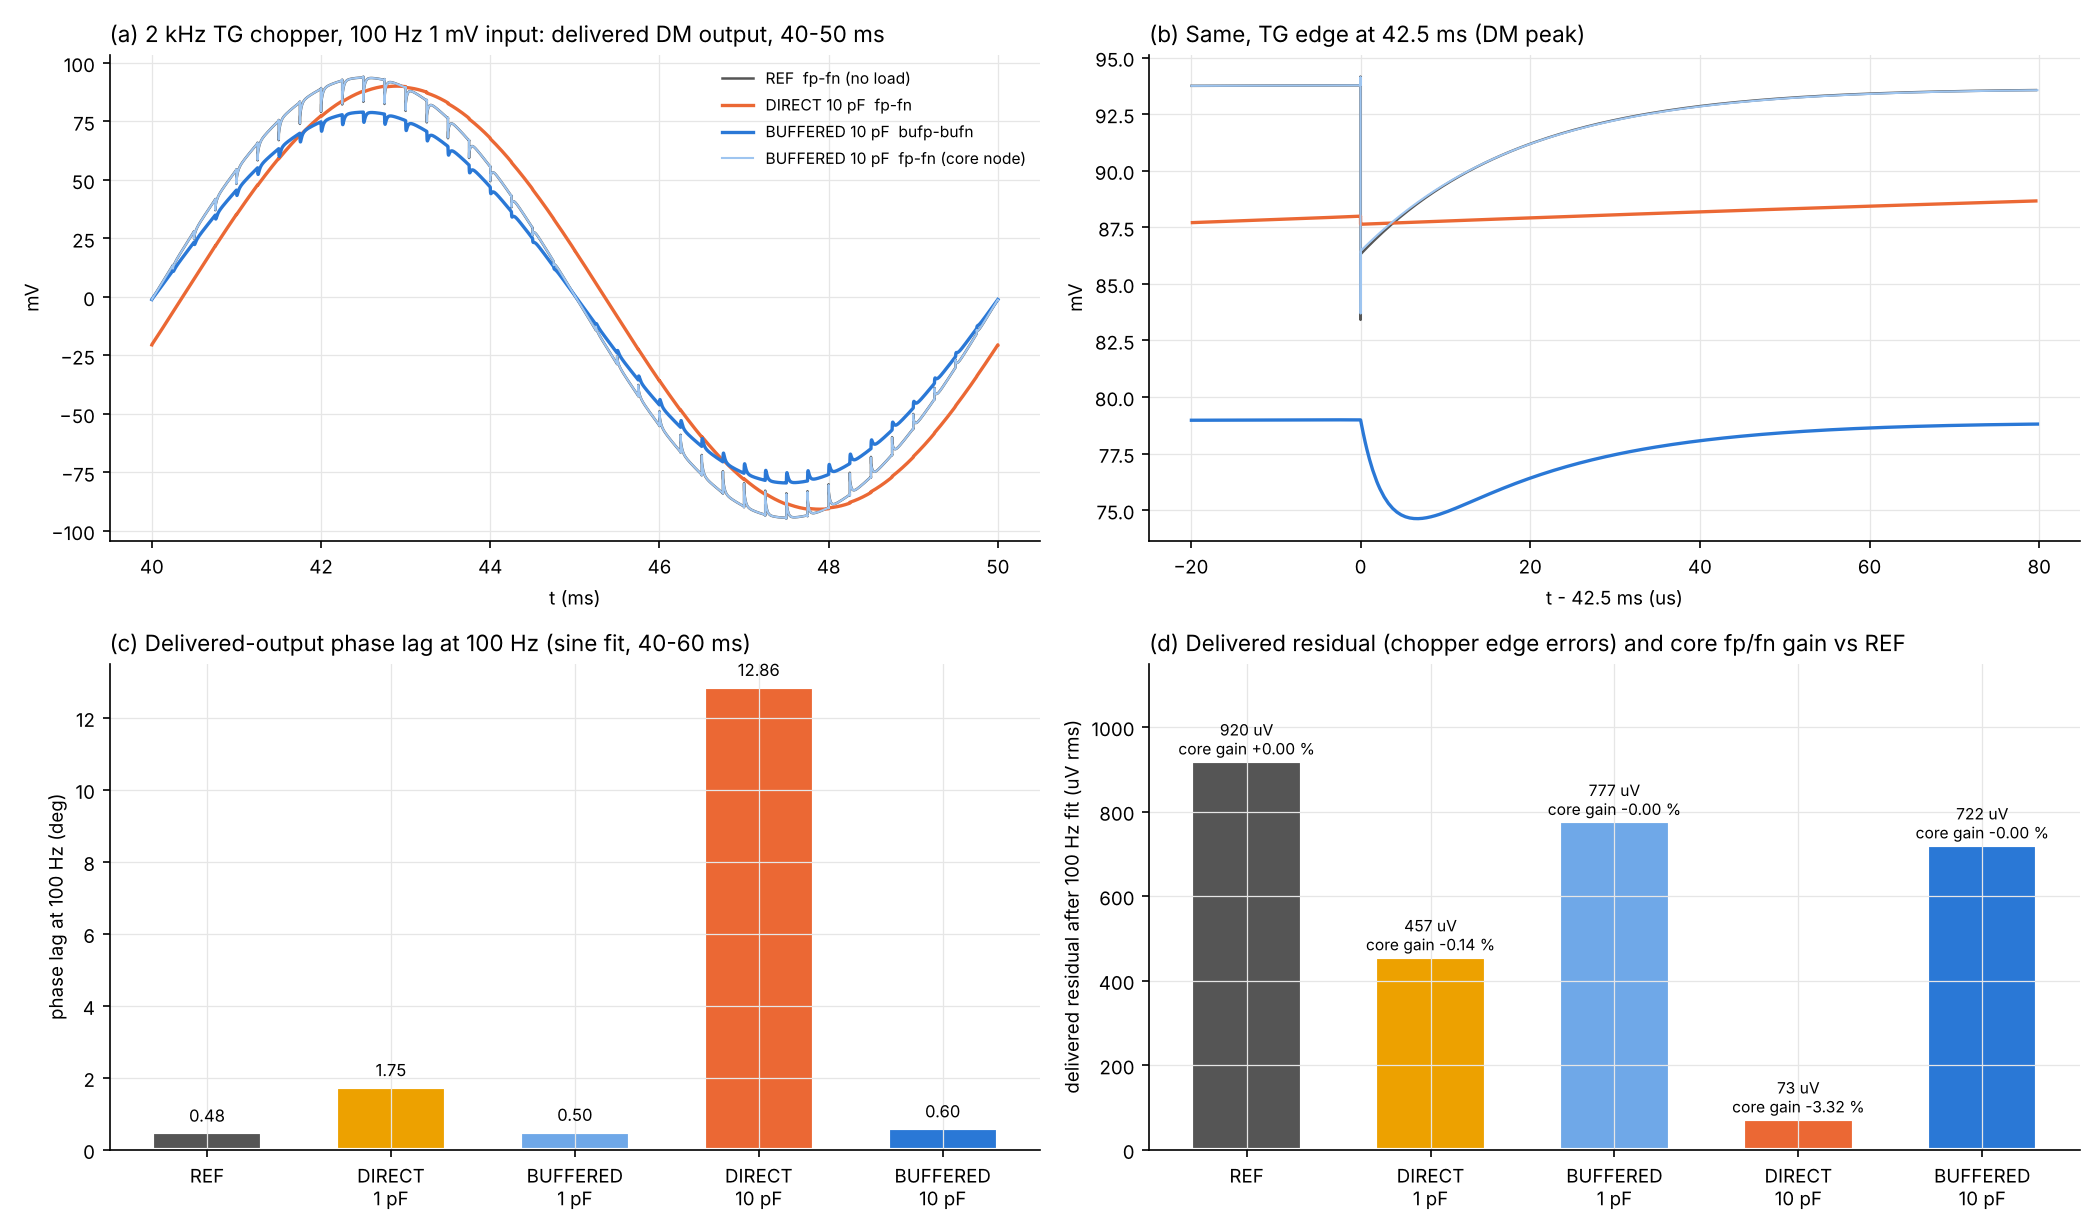 (a) 2 kHz TG chopper, 100 Hz 1 mV input: delivered DM output, 40-50 ms
REF  fp-fn (no load)
DIRECT 10 pF  fp-fn
BUFFERED 10 pF  bufp-bufn
BUFFERED 10 pF  fp-fn (core node)
mV
100
75
50
25
0
−25
−50
−75
−100
40
42
44
46
48
50
t (ms)
(b) Same, TG edge at 42.5 ms (DM peak)
mV
95.0
92.5
90.0
87.5
85.0
82.5
80.0
77.5
75.0
−20
0
20
40
60
80
t - 42.5 ms (us)
(c) Delivered-output phase lag at 100 Hz (sine fit, 40-60 ms)
phase lag at 100 Hz (deg)
12
10
8
6
4
2
0
0.48
1.75
0.50
12.86
0.60
REF
DIRECT
1 pF
BUFFERED
1 pF
DIRECT
10 pF
BUFFERED
10 pF
(d) Delivered residual (chopper edge errors) and core fp/fn gain vs REF
delivered residual after 100 Hz fit (uV rms)
1000
800
600
400
200
0
920 uV
core gain +0.00 %
457 uV
core gain -0.14 %
777 uV
core gain -0.00 %
73 uV
core gain -3.32 %
722 uV
core gain -0.00 %
REF
DIRECT
1 pF
BUFFERED
1 pF
DIRECT
10 pF
BUFFERED
10 pF